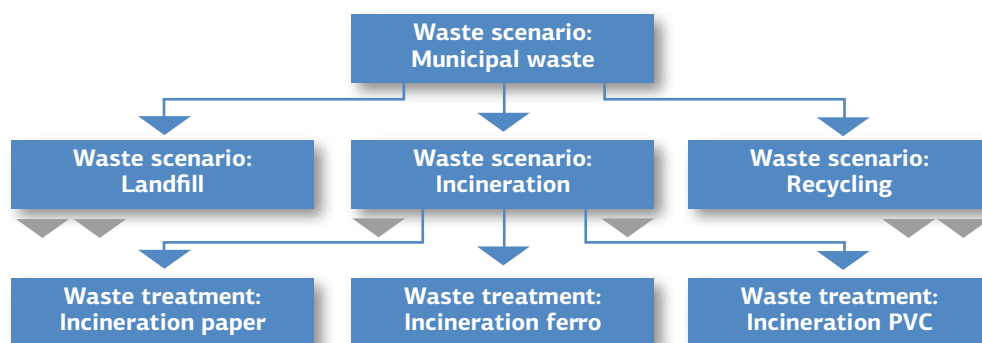 Waste scenario:
Municipal waste
Waste scenario:
Landfill
Waste scenario:
Incineration
Waste scenario:
Recycling
Waste treatment:
Incineration paper
Waste treatment:
Incineration ferro
Waste treatment:
Incineration PVC